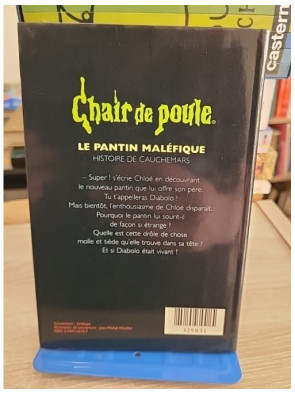 castern
Chair de poule.
LE PANTIN MALÉFIQUE
HISTOIRE DE CAUCHEMARS
- Super ! s'écrie Chloé en découvrant
le nouveau pantin que lui offre son père.
Tu t'appelleras Diabolo !
Mais bientôt, l'enthousiasme de Chloé disparaît.
Pourquoi le pantin lui sourit-il
de façon si étrange ?
Quelle est cette drôle de chose
molle et tiède qu'elle trouve dans sa tête ?
Et si Diabolo était vivant !